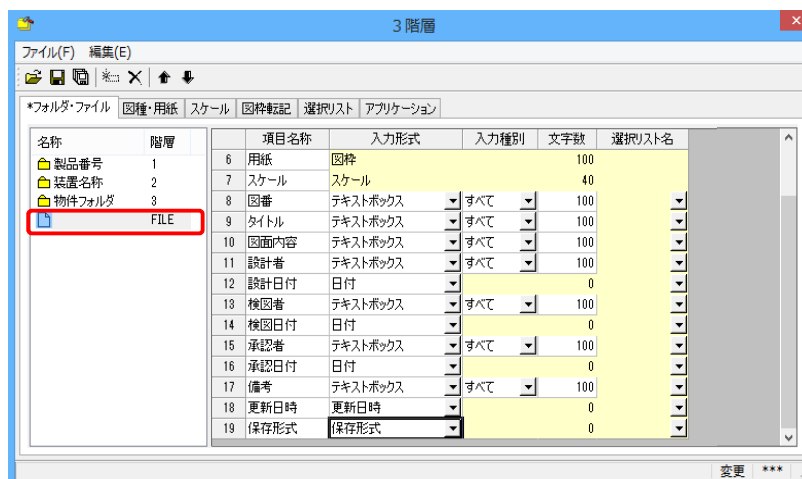 3階層
ファイル(F) 編集(E)
*フォルダ・ファイル 図種・用紙 スケール 図枠転記 選択リスト アプリケーション
名称 階層
製品番号 1
装置名称 2
物件フォルダ 3
FILE
項目名称 入力形式 入力種別 文字数 選択リスト名
6 用紙 図枠 100
7 スケール スケール 40
8 図番 テキストボックス すべて 100
9 タイトル テキストボックス すべて 100
10 図面内容 テキストボックス すべて 100
11 設計者 テキストボックス すべて 100
12 設計日付 日付 0
13 検図者 テキストボックス すべて 100
14 検図日付 日付 0
15 承認者 テキストボックス すべて 100
16 承認日付 日付 0
17 備考 テキストボックス すべて 100
18 更新日時 更新日時 0
19 保存形式 保存形式 0
変更 ***